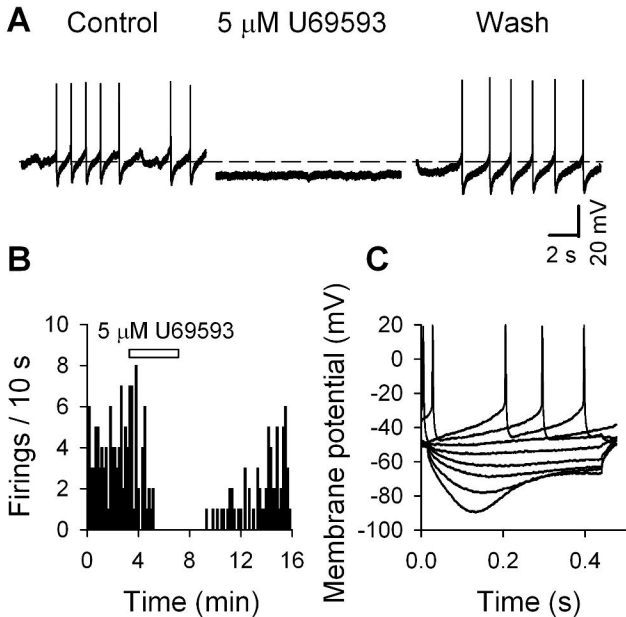 A
Control
5 μM U69593
Wash
2 s
20 mV
B
5 μM U69593
10
8
6
4
2
0
Firings / 10 s
0 4 8 12 16
Time (min)
C
20
0
-20
-40
-60
-80
-100
Membrane potential (mV)
0.0 0.2 0.4
Time (s)